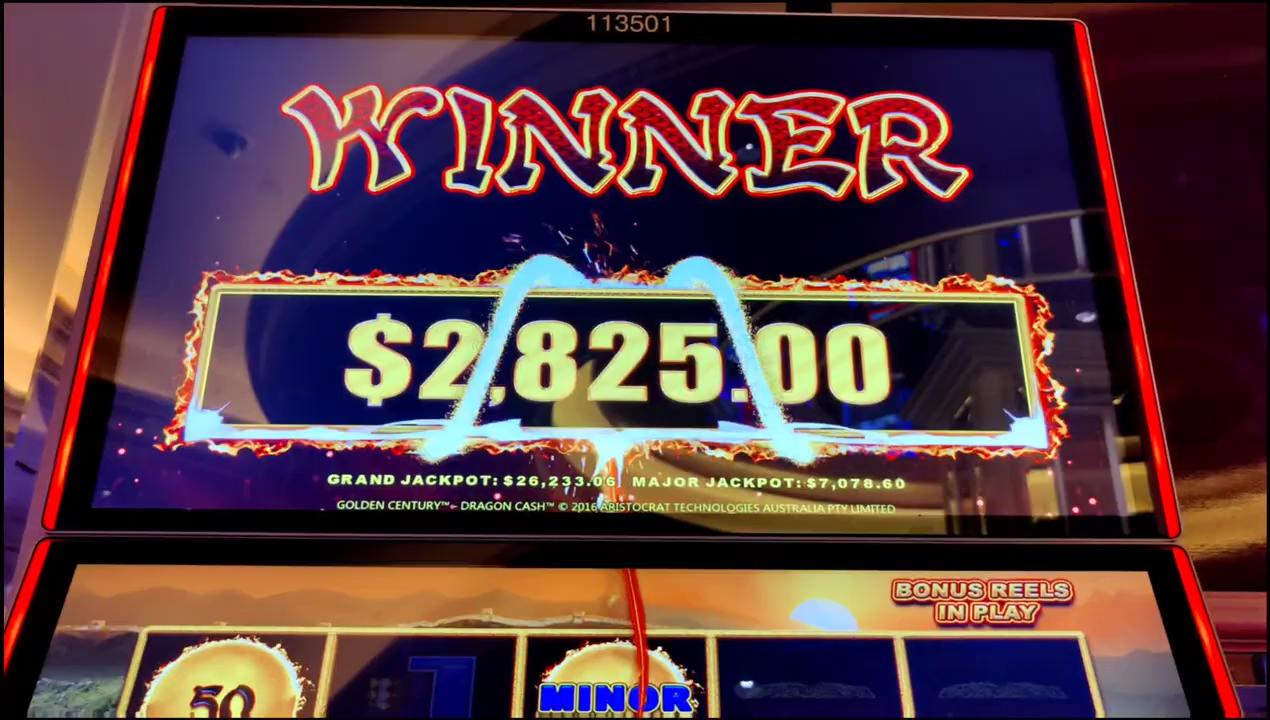 113501
WINNER
$2,825.00
GRAND JACKPOT: $26,233.06 MAJOR JACKPOT: $7,078.60
GOLDEN CENTURY™ - DRAGON CASH™ © 2016 ARISTOCRAT TECHNOLOGIES AUSTRALIA PTY LIMITED
BONUS REELS
IN PLAY
50
MINOR